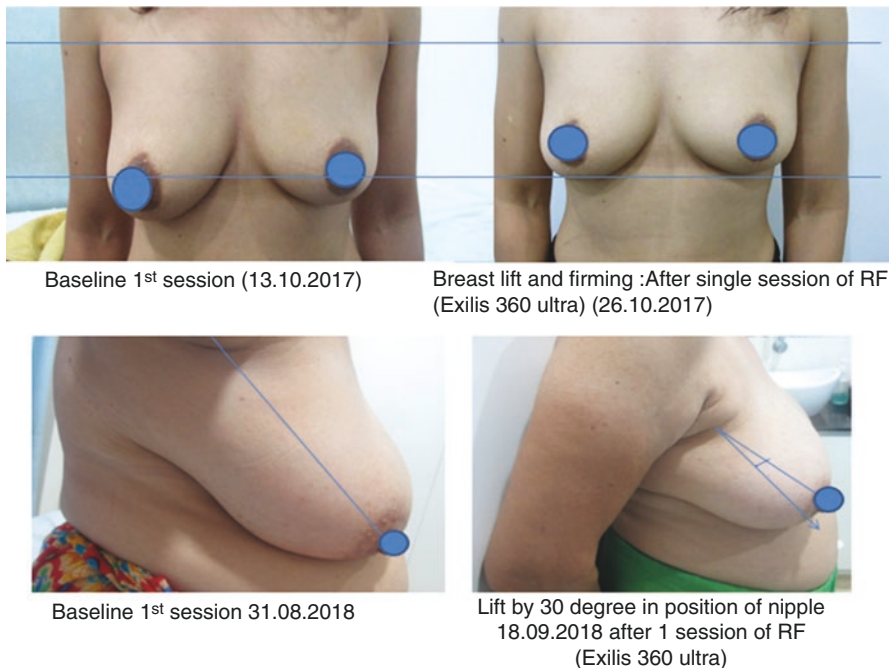 Baseline 1st session (13.10.2017)
Breast lift and firming :After single session of RF
(Exilis 360 ultra) (26.10.2017)
Baseline 1st session 31.08.2018
Lift by 30 degree in position of nipple
18.09.2018 after 1 session of RF
(Exilis 360 ultra)